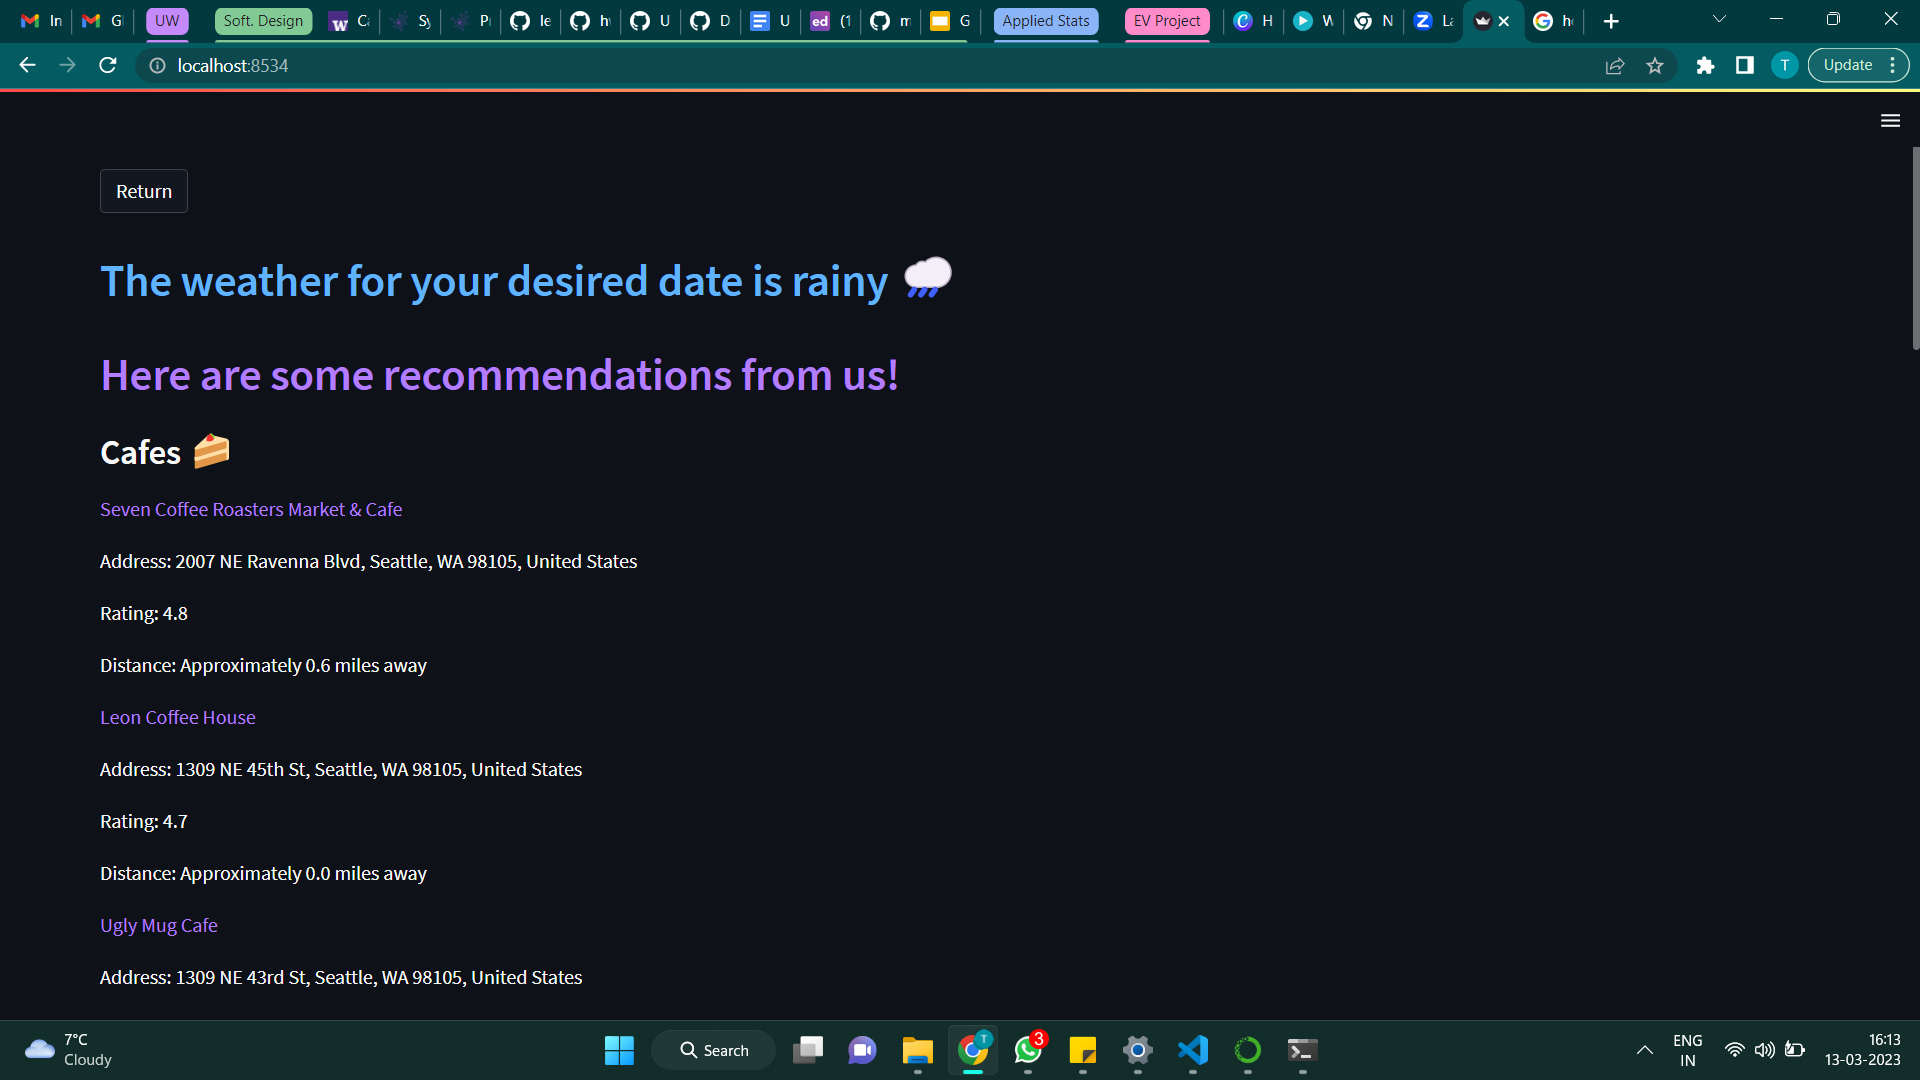 In
G
UW
Soft. Design
Ca
Sy
P
le
h
U
D
U
(1
m
G
Applied Stats
EV Project
H
W
N
La
h
localhost:8534
T
Update
Return
The weather for your desired date is rainy
Here are some recommendations from us!
Cafes
Seven Coffee Roasters Market & Cafe
Address: 2007 NE Ravenna Blvd, Seattle, WA 98105, United States
Rating: 4.8
Distance: Approximately 0.6 miles away
Leon Coffee House
Address: 1309 NE 45th St, Seattle, WA 98105, United States
Rating: 4.7
Distance: Approximately 0.0 miles away
Ugly Mug Cafe
Address: 1309 NE 43rd St, Seattle, WA 98105, United States
7°C
Cloudy
Search
T
3
ENG
IN
16:13
13-03-2023